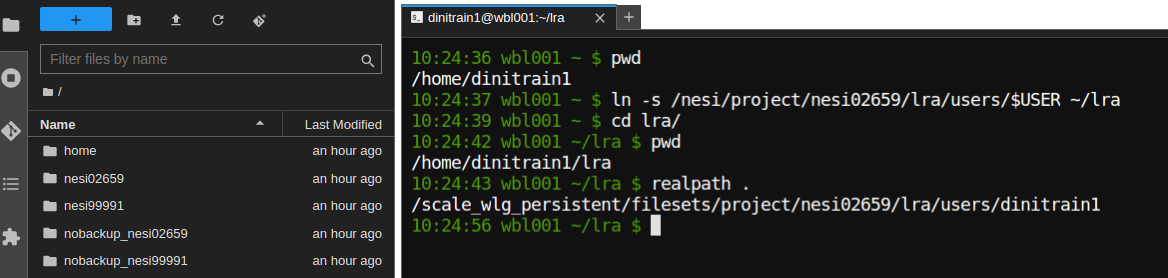 +
Filter files by name
/
Name Last Modified
home an hour ago
nesi02659 an hour ago
nesi99991 an hour ago
nobackup_nesi02659 an hour ago
nobackup_nesi99991 an hour ago
dinitrain1@wbl001:~/lra × +
10:24:36 wbl001 ~ $ pwd
/home/dinitrain1
10:24:37 wbl001 ~ $ ln -s /nesi/project/nesi02659/lra/users/$USER ~/lra
10:24:39 wbl001 ~ $ cd lra/
10:24:42 wbl001 ~/lra $ pwd
/home/dinitrain1/lra
10:24:43 wbl001 ~/lra $ realpath .
/scale_wlg_persistent/filesets/project/nesi02659/lra/users/dinitrain1
10:24:56 wbl001 ~/lra $